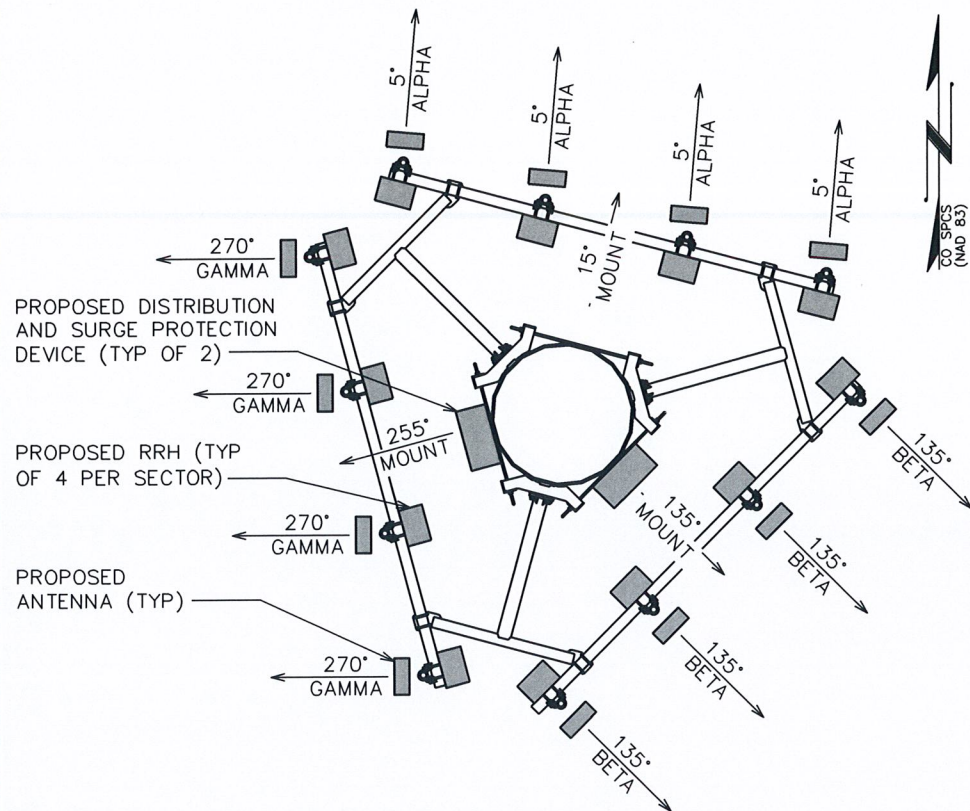 5°
ALPHA
5°
ALPHA
5°
ALPHA
5°
ALPHA
CO SPCS
(NAD 83)
15°
MOUNT
270°
GAMMA
PROPOSED DISTRIBUTION
AND SURGE PROTECTION
DEVICE (TYP OF 2)
270°
GAMMA
255°
MOUNT
PROPOSED RRH (TYP
OF 4 PER SECTOR)
270°
GAMMA
PROPOSED
ANTENNA (TYP)
270°
GAMMA
135°
MOUNT
135°
BETA
135°
BETA
135°
BETA
135°
BETA